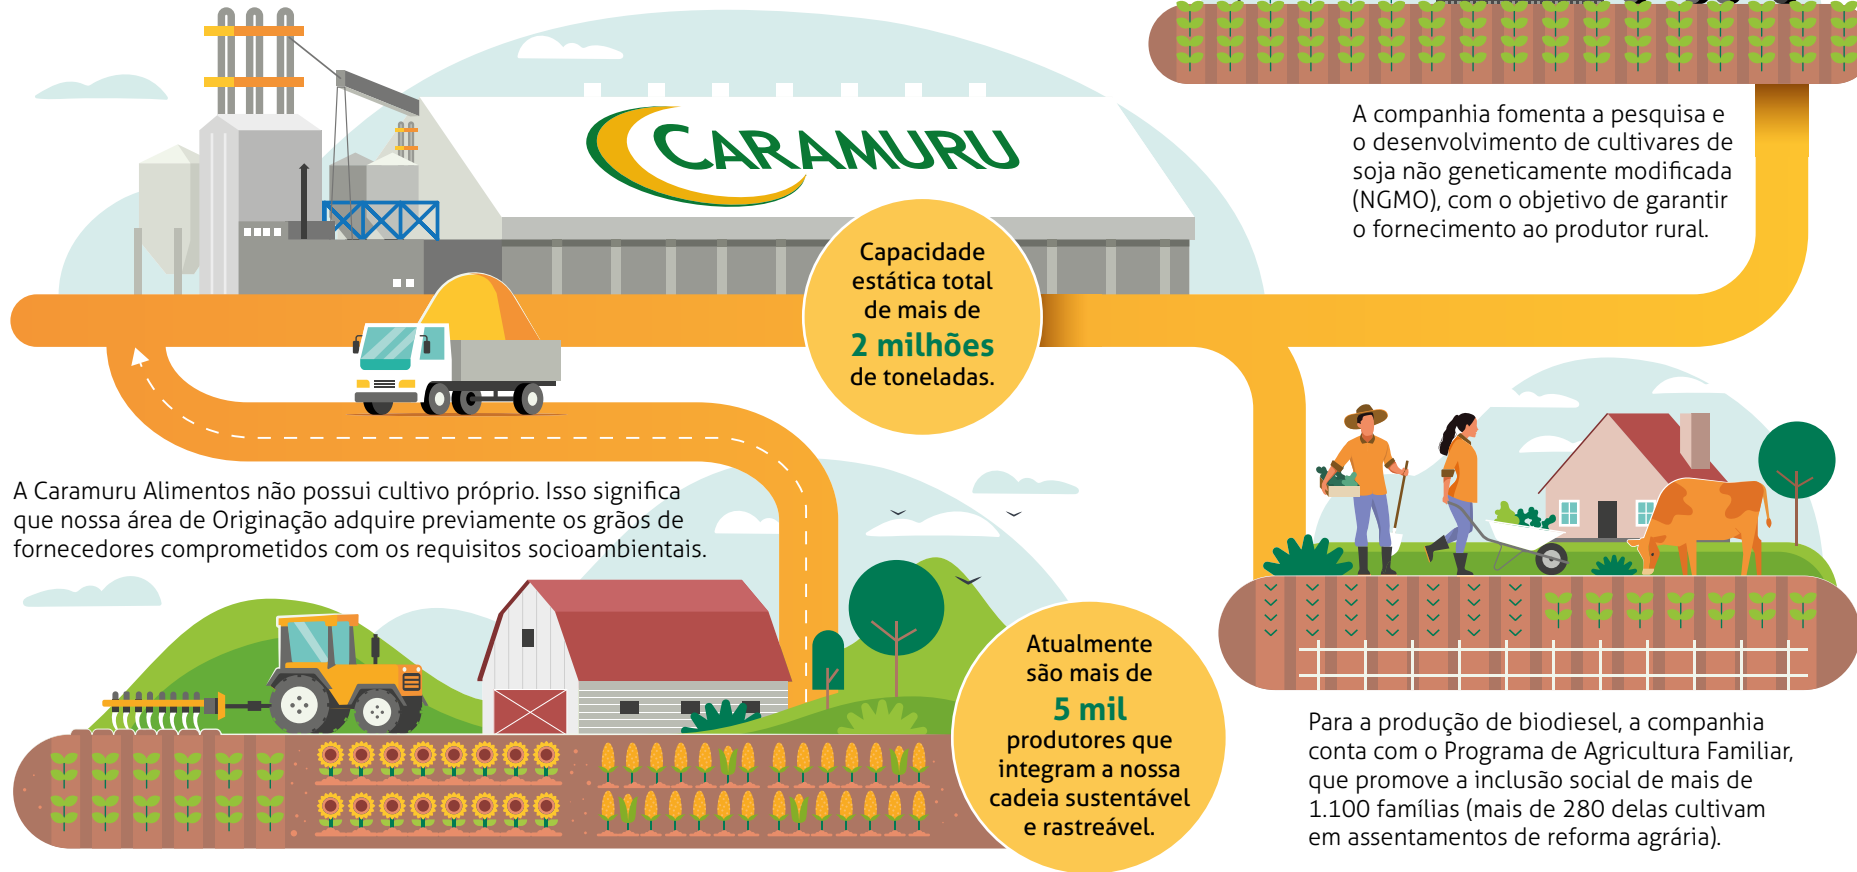 CARAMURU
A companhia fomenta a pesquisa e
o desenvolvimento de cultivares de
soja não geneticamente modificada
(NGMO), com o objetivo de garantir
o fornecimento ao produtor rural.
Capacidade
estática total
de mais de
2 milhões
de toneladas.
A Caramuru Alimentos não possui cultivo próprio. Isso significa
que nossa área de Originação adquire previamente os grãos de
fornecedores comprometidos com os requisitos socioambientais.
Atualmente
são mais de
5 mil
produtores que
integram a nossa
cadeia sustentável
e rastreável.
Para a produção de biodiesel, a companhia
conta com o Programa de Agricultura Familiar,
que promove a inclusão social de mais de
1.100 famílias (mais de 280 delas cultivam
em assentamentos de reforma agrária).